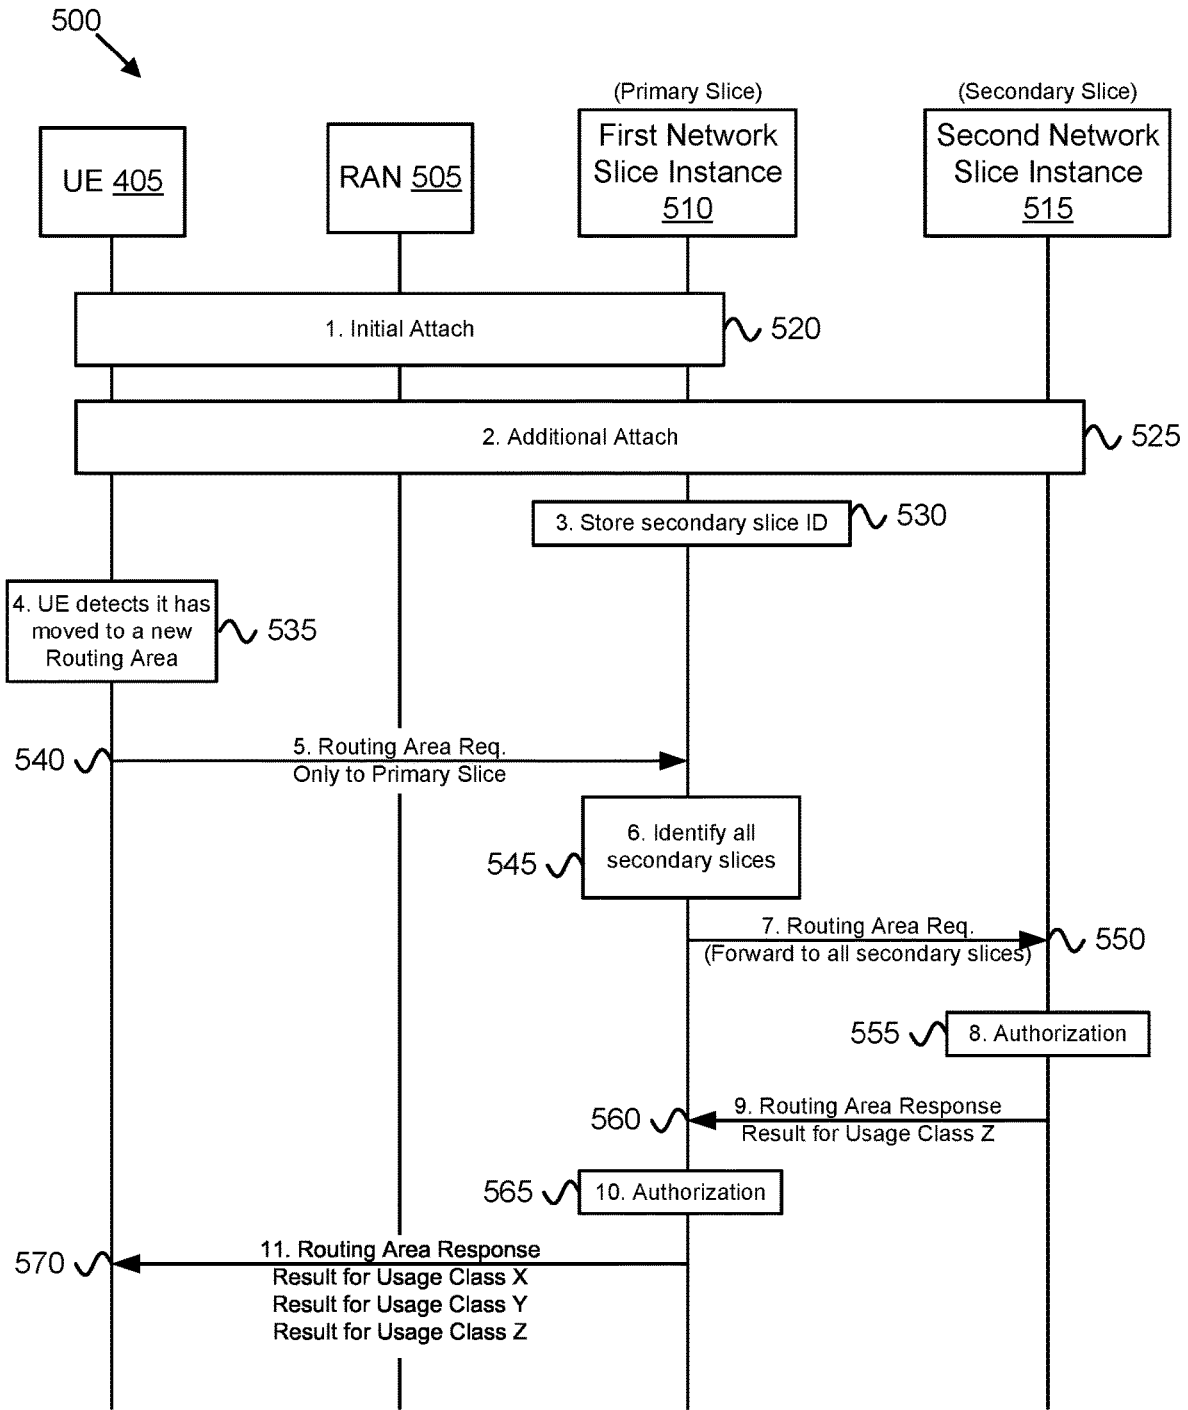 500
(Primary Slice)
(Secondary Slice)
UE 405
RAN 505
First Network
Slice Instance
510
Second Network
Slice Instance
515
1. Initial Attach
520
2. Additional Attach
525
3. Store secondary slice ID
530
4. UE detects it has
moved to a new
Routing Area
535
540
5. Routing Area Req.
Only to Primary Slice
6. Identify all
secondary slices
545
7. Routing Area Req.
(Forward to all secondary slices)
550
555
8. Authorization
560
9. Routing Area Response
Result for Usage Class Z
565
10. Authorization
570
11. Routing Area Response
Result for Usage Class X
Result for Usage Class Y
Result for Usage Class Z